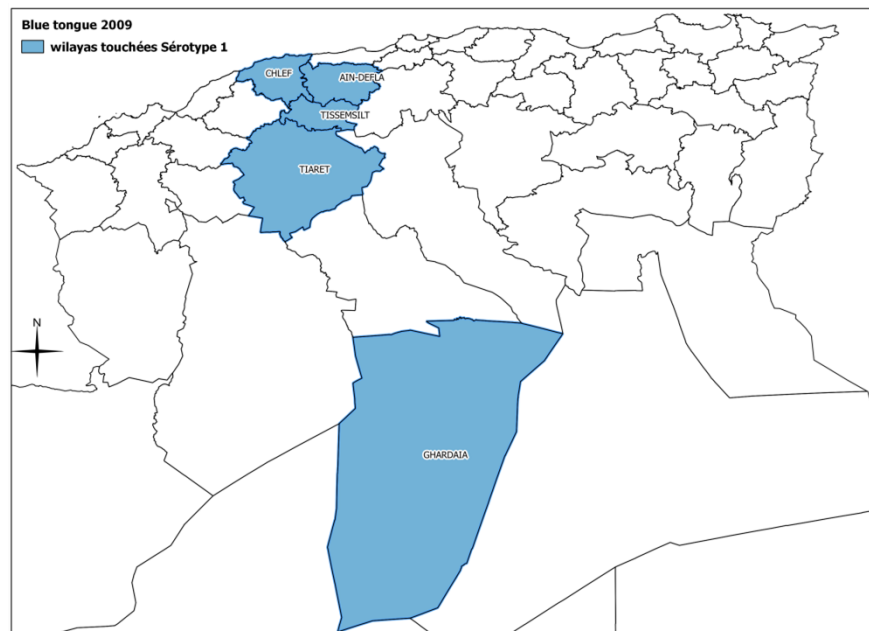 Blue tongue 2009
wilayas touchées Sérotype 1
CHLEF
AIN-DEFLA
TISSEMSILT
TIARET
N
GHARDAIA